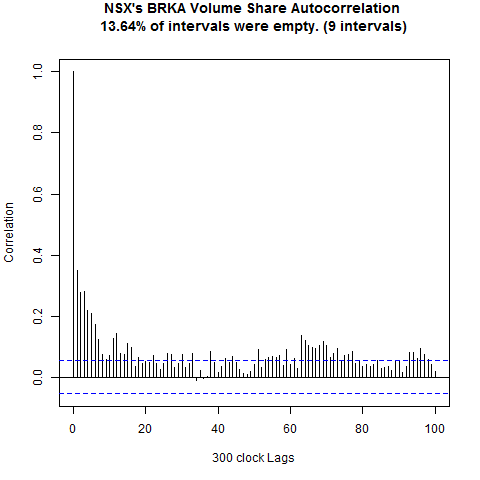 NSX's BRKA Volume Share Autocorrelation
13.64% of intervals were empty. (9 intervals)
1.0
0.8
0.6
0.4
0.2
0.0
Correlation
0 20 40 60 80 100
300 clock Lags